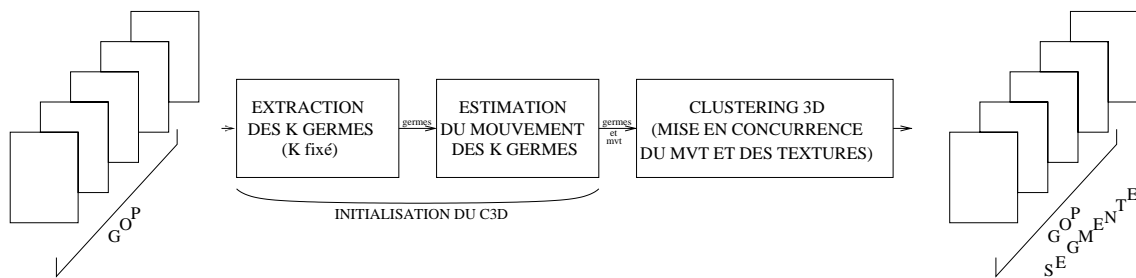 GOP
EXTRACTION
DES K GERMES
(K fixé)
germes
ESTIMATION
DU MOUVEMENT
DES K GERMES
germes
et
mvt
CLUSTERING 3D
(MISE EN CONCURRENCE
DU MVT ET DES TEXTURES)
INITIALISATION DU C3D
GOP
SEGMENTE